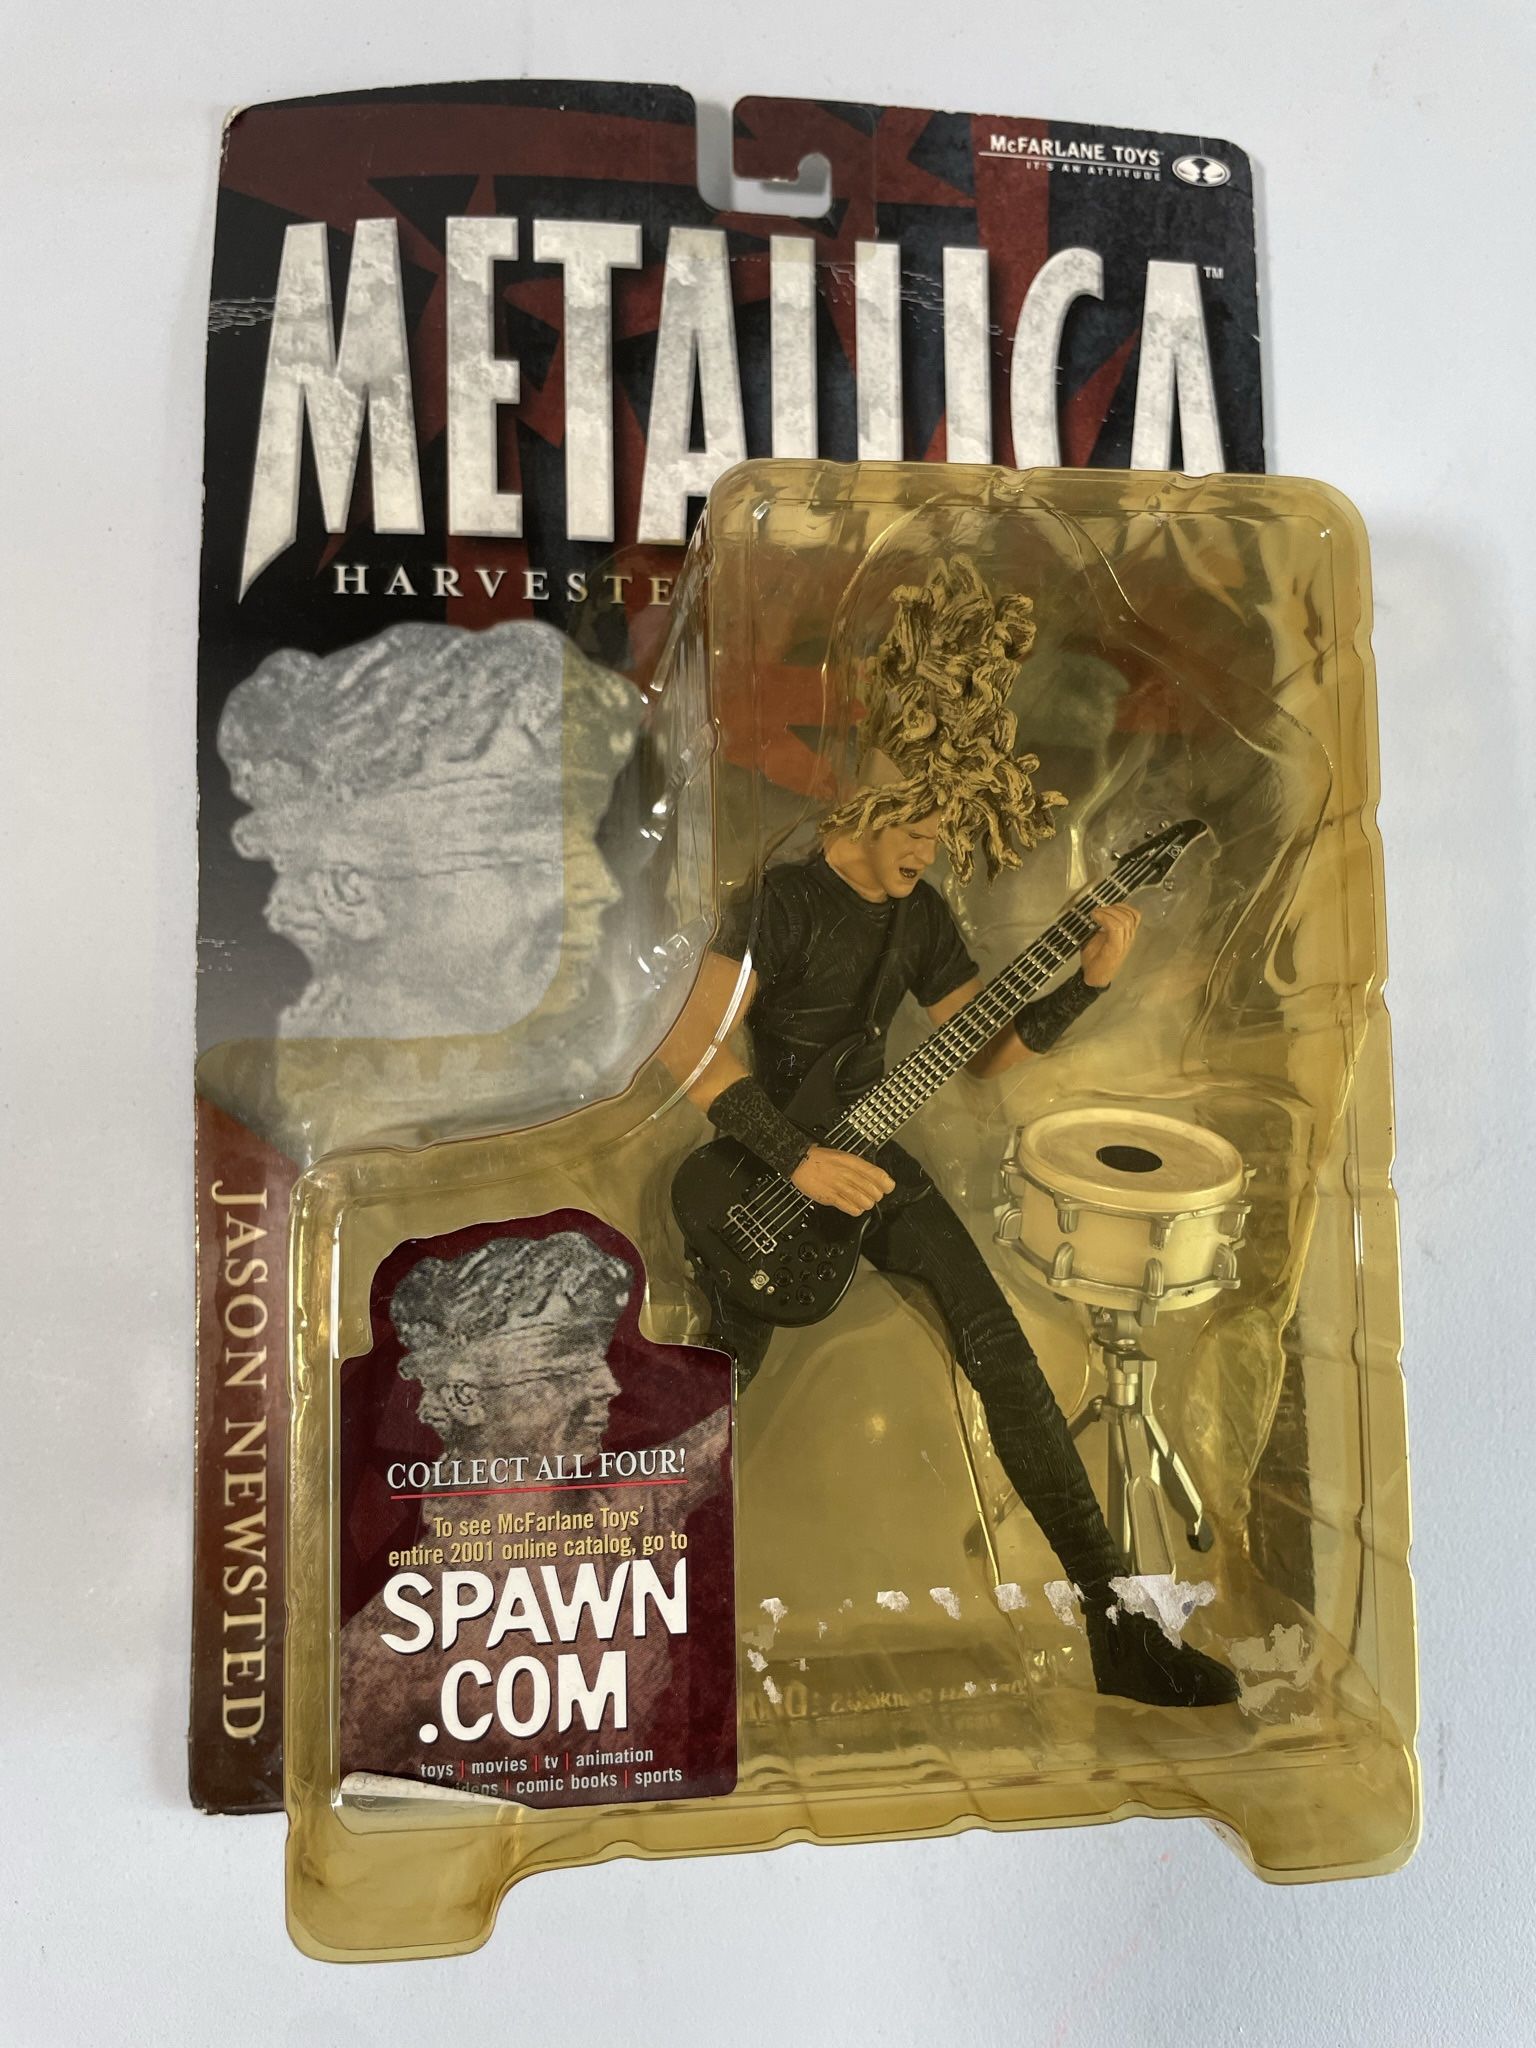 McFARLANE TOYS
IT'S AN ATTITUDE
METALLICA™
HARVESTE
JASON NEWSTED
COLLECT ALL FOUR!
To see McFarlane Toys'
entire 2001 online catalog, go to
SPAWN
.COM
toys | movies | tv | animation
| comic books | sports